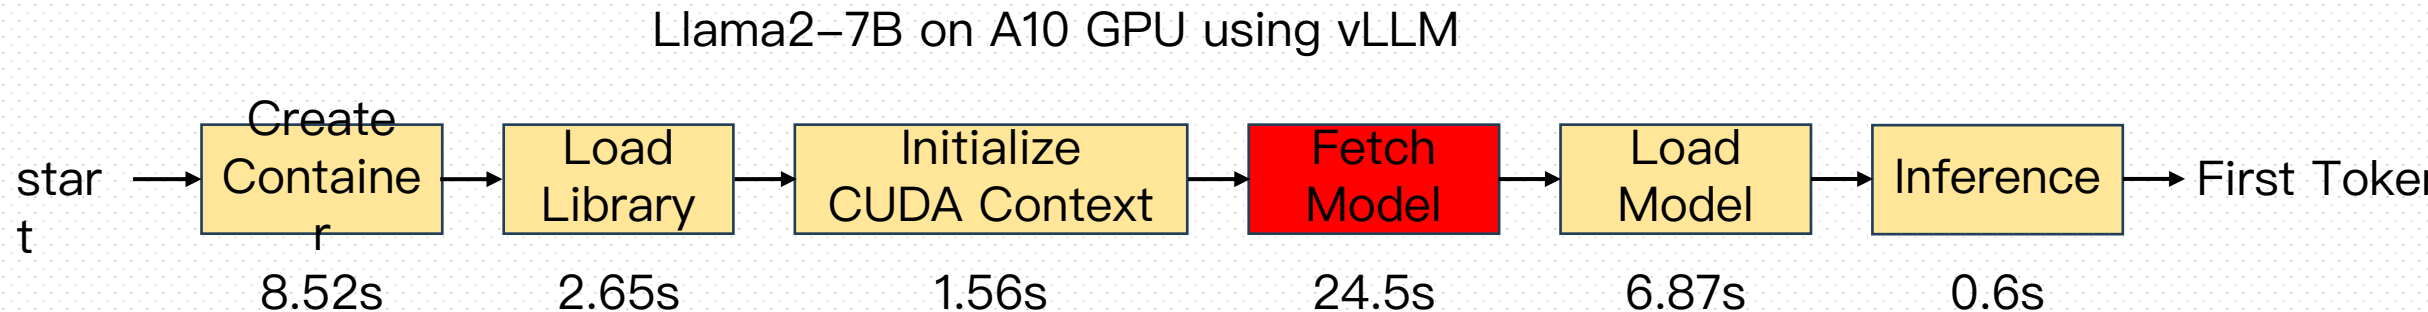 Llama2–7B on A10 GPU using vLLM
star
t
Create
Containe
r
Load
Library
Initialize
CUDA Context
Fetch
Model
Load
Model
Inference
First Token
8.52s
2.65s
1.56s
24.5s
6.87s
0.6s